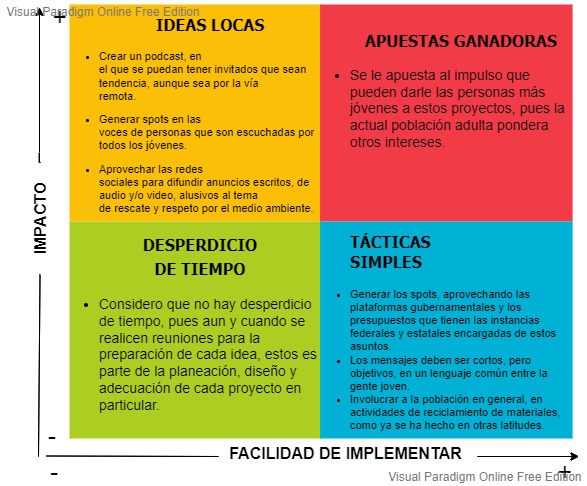 Visual Paradigm Online Free Edition
+
IDEAS LOCAS
• Crear un podcast, en
el que se puedan tener invitados que sean
tendencia, aunque sea por la vía
remota.
• Generar spots en las
voces de personas que son escuchadas por
todos los jóvenes.
• Aprovechar las redes
sociales para difundir anuncios escritos, de
audio y/o video, alusivos al tema
de rescate y respeto por el medio ambiente.
APUESTAS GANADORAS
• Se le apuesta al impulso que
pueden darle las personas más
jóvenes a estos proyectos, pues la
actual población adulta pondera
otros intereses.
IMPACTO
DESPERDICIO
DE TIEMPO
• Considero que no hay desperdicio
de tiempo, pues aun y cuando se
realicen reuniones para la
preparación de cada idea, estos es
parte de la planeación, diseño y
adecuación de cada proyecto en
particular.
TÁCTICAS
SIMPLES
• Generar los spots, aprovechando las
plataformas gubernamentales y los
presupuestos que tienen las instancias
federales y estatales encargadas de estos
asuntos.
• Los mensajes deben ser cortos, pero
objetivos, en un lenguaje común entre la
gente joven.
• Involucrar a la población en general, en
actividades de reciclamiento de materiales,
como ya se ha hecho en otras latitudes.
-
FACILIDAD DE IMPLEMENTAR
-
+
Visual Paradigm Online Free Edition